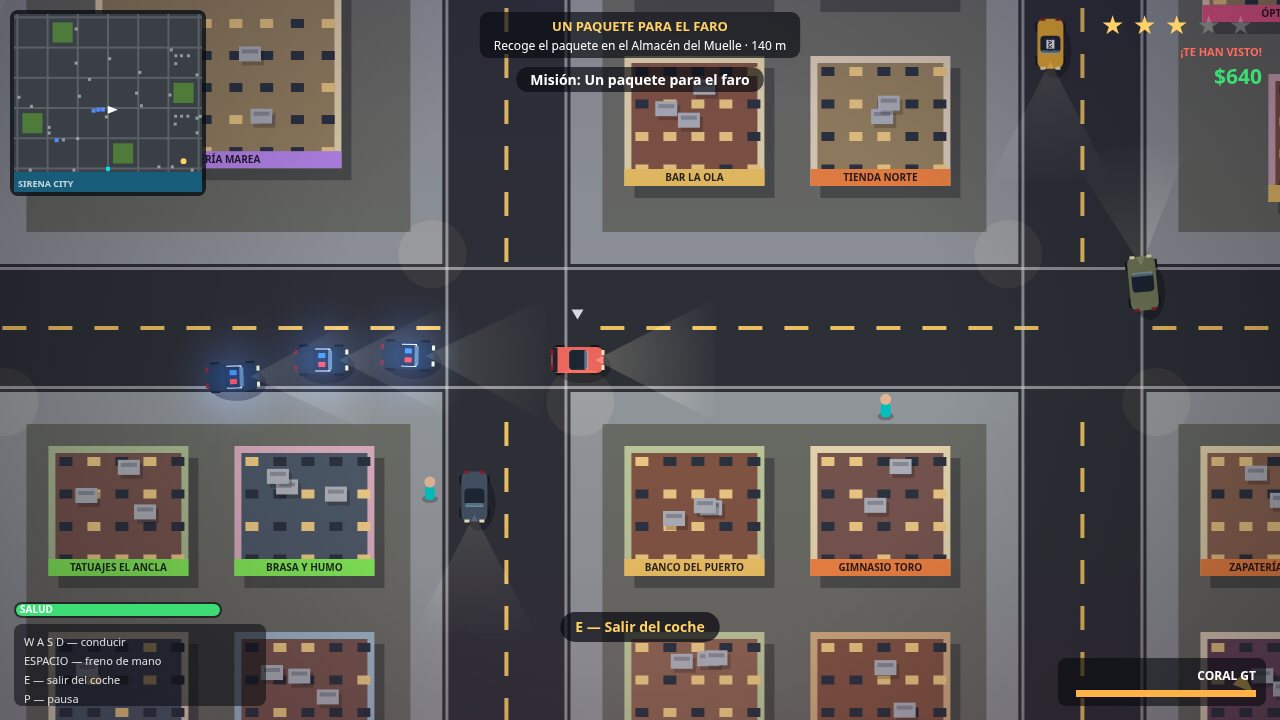 UN PAQUETE PARA EL FARO
Recoge el paquete en el Almacén del Muelle · 140 m
Misión: Un paquete para el faro
¡TE HAN VISTO!
$640
SIRENA CITY
RÍA MAREA
BAR LA OLA
TIENDA NORTE
ÓPT
TATUAJES EL ANCLA
BRASA Y HUMO
BANCO DEL PUERTO
GIMNASIO TORO
ZAPATERÍA
SALUD
W A S D — conducir
ESPACIO — freno de mano
E — salir del coche
P — pausa
E — Salir del coche
CORAL GT